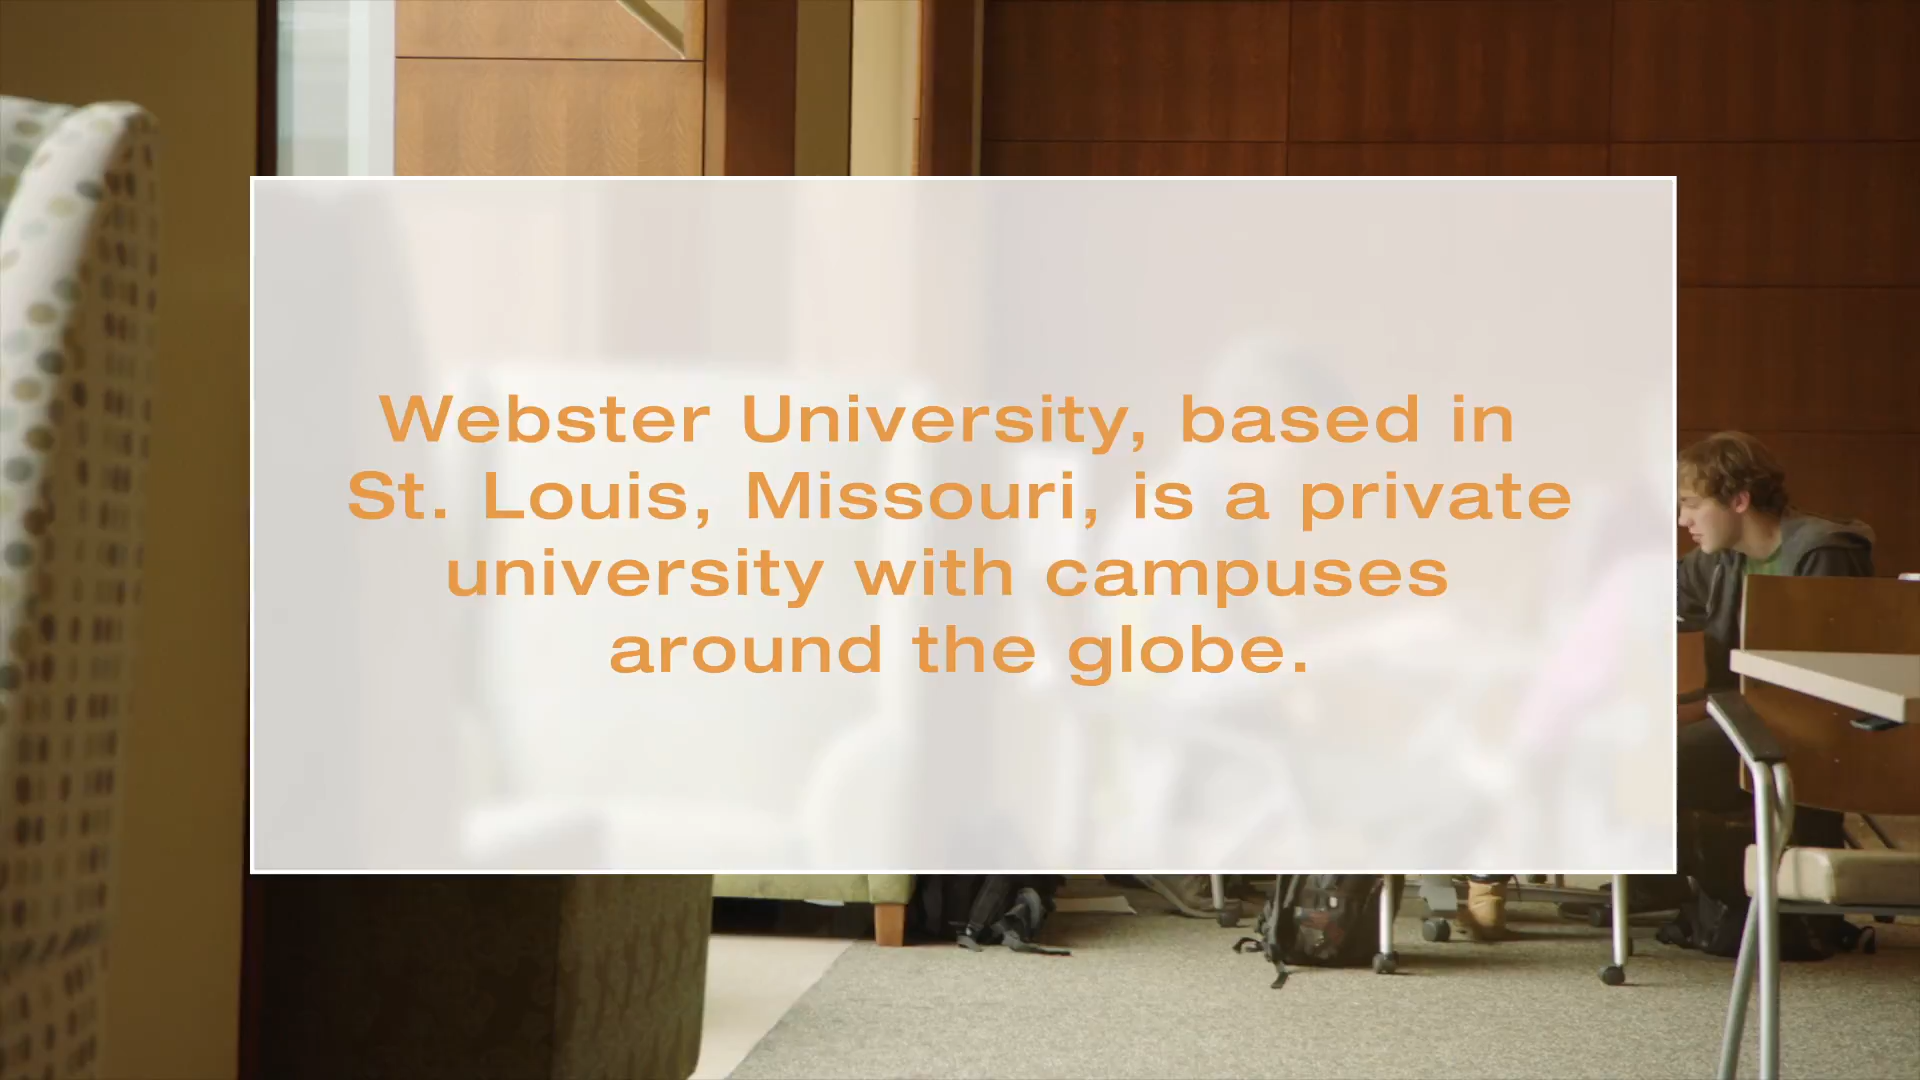 Webster University, based in
St. Louis, Missouri, is a private
university with campuses
around the globe.